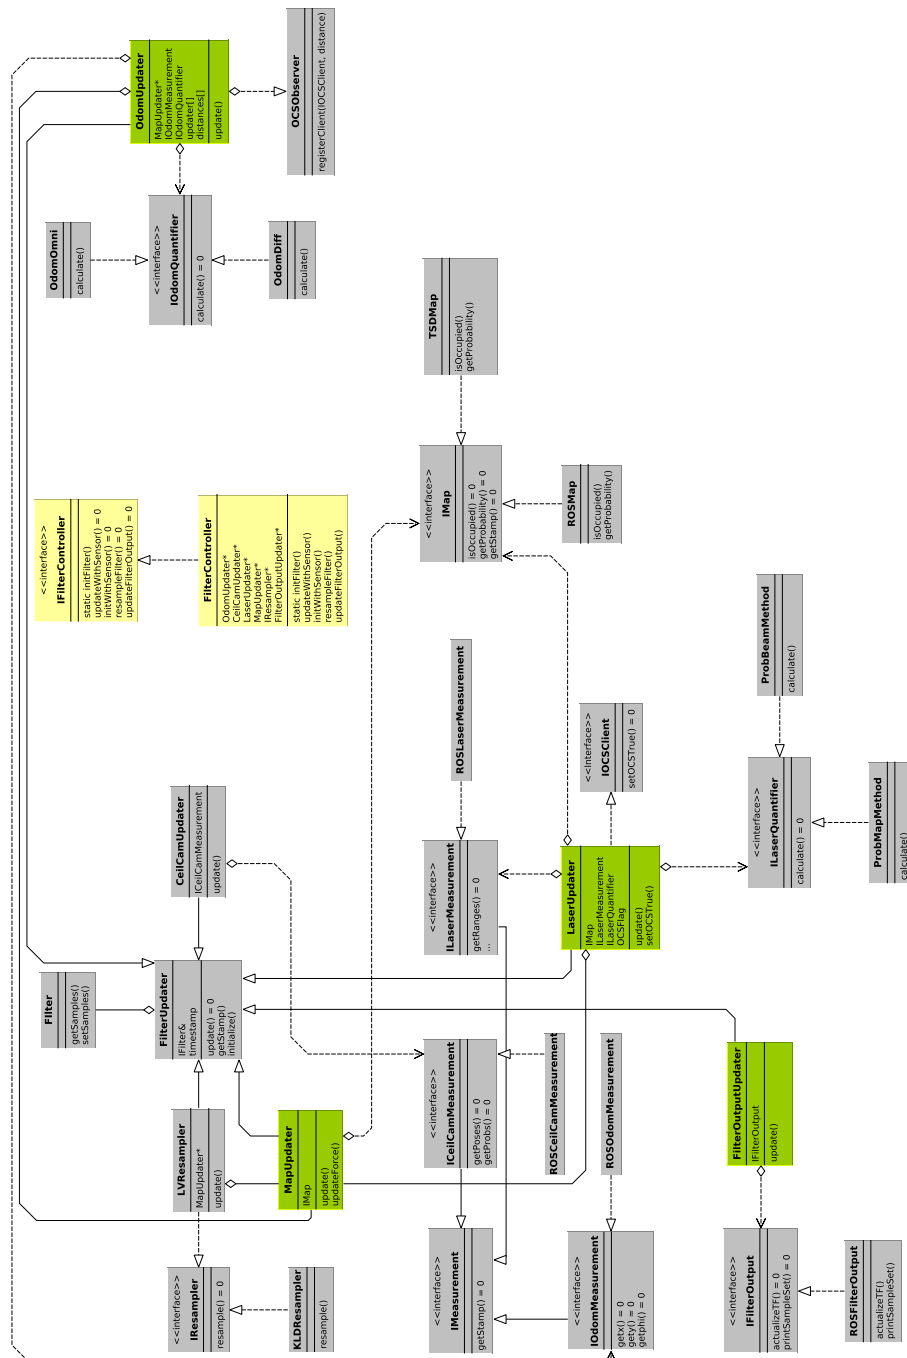 Filter
getSamples()
setSamples()
<<interface>>
IFilterController
static initFilter()
updateWithSensor() = 0
initWithSensor() = 0
resampleFilter() = 0
updateFilterOutput() = 0
OdomOmni
calculate()
OdomUpdater
MapUpdater*
IOdomMeasurement
IOdomQuantifier
updater[]
distances[]
update()
FilterUpdater
IFilter&
timestamp
update() = 0
getStamp()
initialize()
<<interface>>
IOdomQuantifier
calculate() = 0
<<interface>>
IResampler
resample() = 0
LVResampler
MapUpdater*
update()
CeilCamUpdater
ICeilCamMeasurement
update()
FilterController
OdomUpdater*
CeilCamUpdater*
LaserUpdater*
MapUpdater*
IResampler*
FilterOutputUpdater*
static initFilter()
updateWithSensor()
initWithSensor()
resampleFilter()
updateFilterOutput()
OdomDiff
calculate()
OCSObserver
registerClient(IOCSClient, distance)
KLDResampler
resample()
MapUpdater
IMap
update()
updateForce()
<<interface>>
IMeasurement
getStamp() = 0
<<interface>>
ICeilCamMeasurement
getPoses() = 0
getProbs() = 0
<<interface>>
ILaserMeasurement
getRanges() = 0
...
ROSLaserMeasurement
<<interface>>
IMap
isOccupied() = 0
getProbability() = 0
getStamp() = 0
TSDMap
isOccupied()
getProbability()
<<interface>>
IOdomMeasurement
getx() = 0
gety() = 0
getphi() = 0
ROSCeilCamMeasurement
ROSOdomMeasurement
LaserUpdater
IMap
ILaserMeasurement
ILaserQuantifier
OCSFlag
update()
setOCSTrue()
<<Interface>>
IOCSClient
setOCSTrue() = 0
ROSMap
isOccupied()
getProbability()
<<interface>>
IFilterOutput
actualizeTF() = 0
printSampleSet() = 0
FilterOutputUpdater
IFilterOutput
update()
<<interface>>
ILaserQuantifier
calculate() = 0
ProbBeamMethod
calculate()
ROSFilterOutput
actualizeTF()
printSampleSet()
ProbMapMethod
calculate()